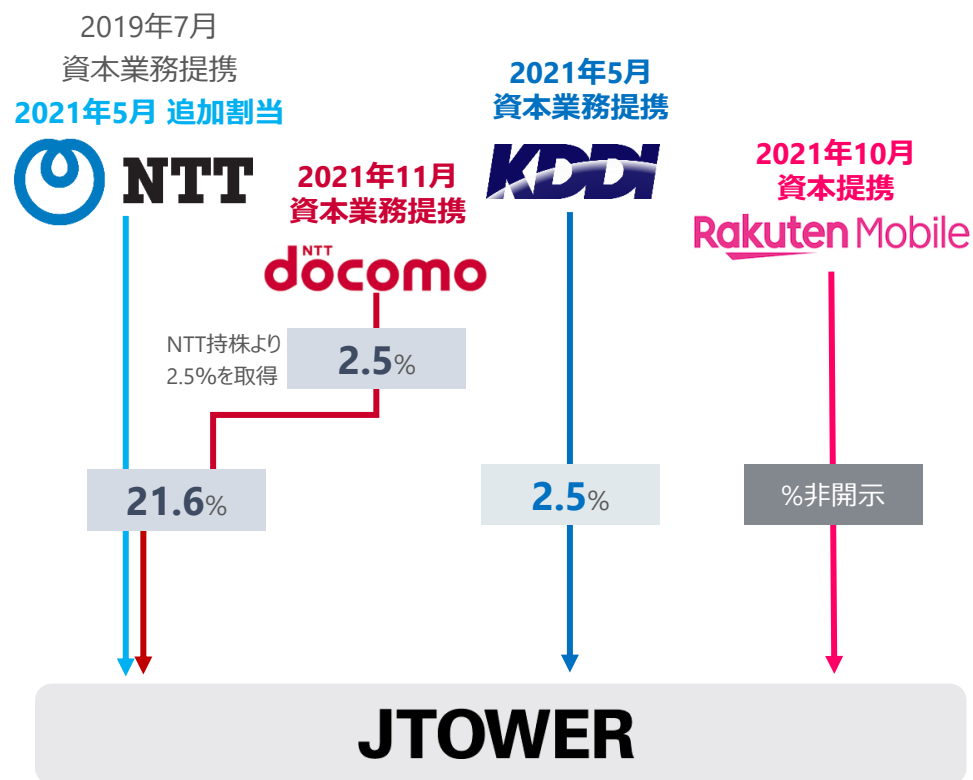 2019年7月
資本業務提携
2021年5月 追加割当
NTT
2021年11月
資本業務提携
NTT
docomo
NTT持株より
2.5%を取得
2.5%
21.6%
2021年5月
資本業務提携
KDDI
2.5%
2021年10月
資本提携
Rakuten Mobile
%非開示
JTOWER